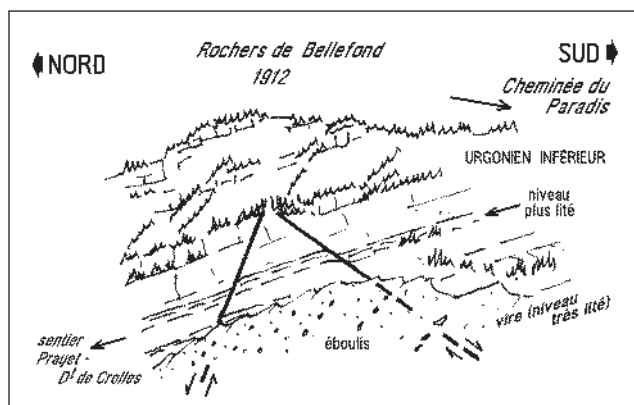 NORD
Rochers de Bellefond
1912
SUD
Cheminée du
Paradis
URGONIEN INFÉRIEUR
niveau
plus lité
vire (niveau
très lité)
éboulis
sentier
Prayet -
Dt de Crolles